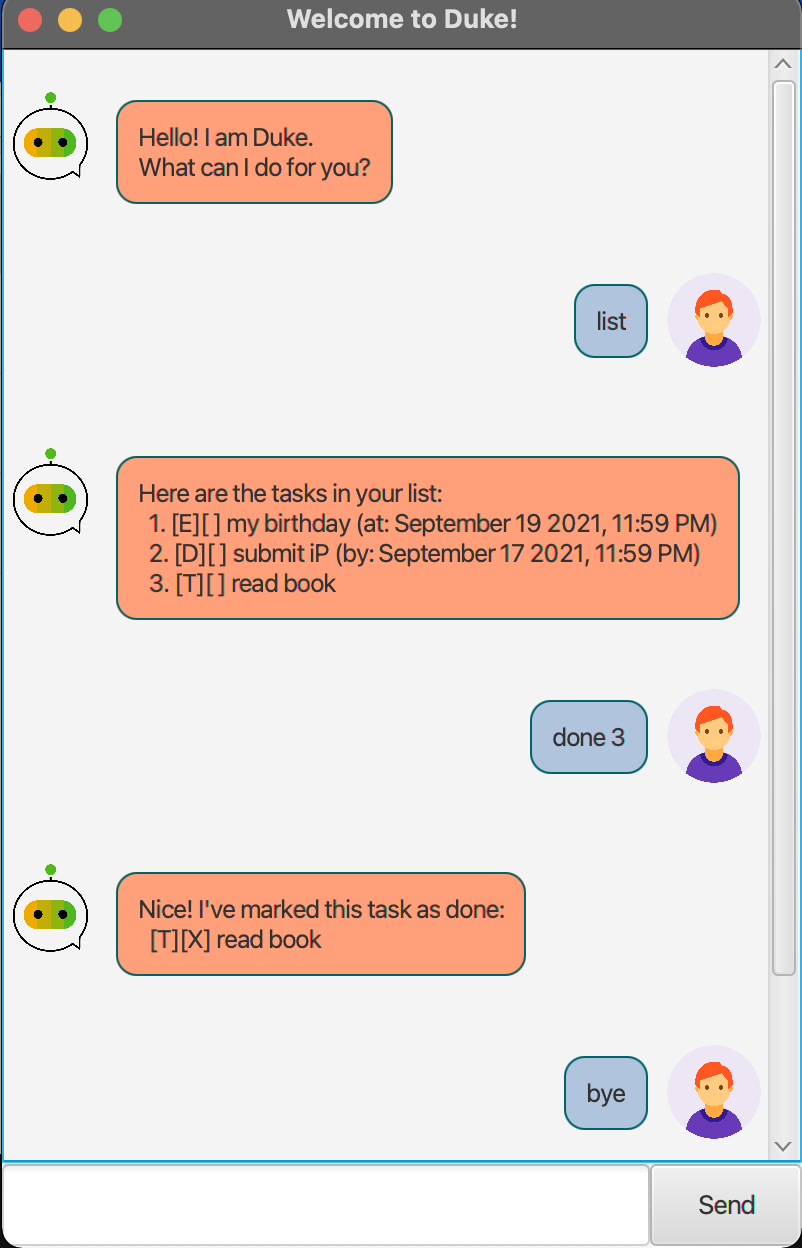 Welcome to Duke!
Hello! I am Duke.
What can I do for you?
list
Here are the tasks in your list:
1. [E][ ] my birthday (at: September 19 2021, 11:59 PM)
2. [D][ ] submit iP (by: September 17 2021, 11:59 PM)
3. [T][ ] read book
done 3
Nice! I've marked this task as done:
[T][X] read book
bye
Send